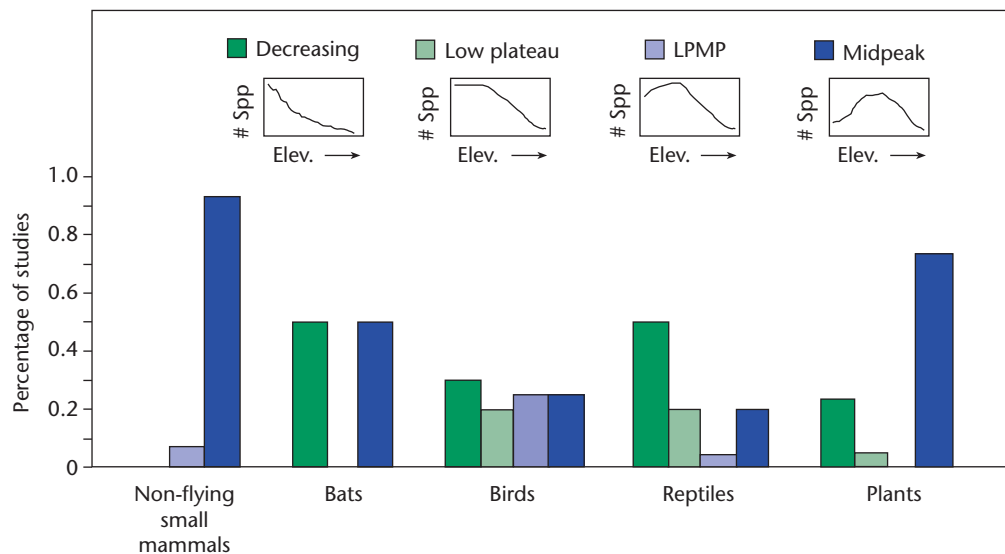 Decreasing Low plateau LPMP Midpeak
# Spp # Spp # Spp # Spp
Elev. Elev. Elev. Elev.
Percentage of studies
1.0
0.8
0.6
0.4
0.2
0
Non-flying small mammals
Bats
Birds
Reptiles
Plants